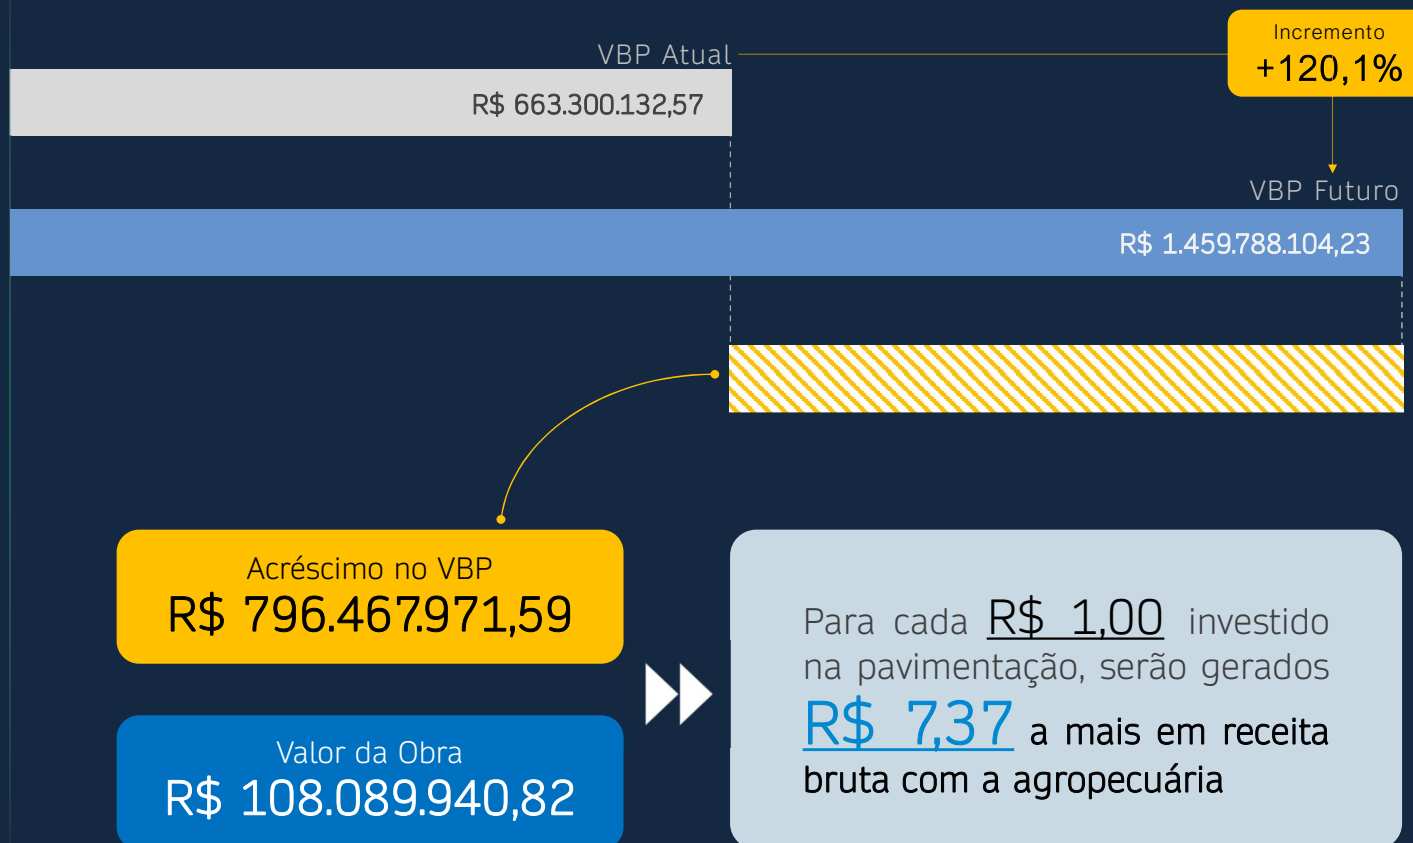 VBP Atual
Incremento
+120,1%
R$ 663.300.132,57
VBP Futuro
R$ 1.459.788.104,23
Acréscimo no VBP
R$ 796.467.971,59
Valor da Obra
R$ 108.089.940,82
Para cada R$ 1,00 investido
na pavimentação, serão gerados
R$ 7,37 a mais em receita
bruta com a agropecuária